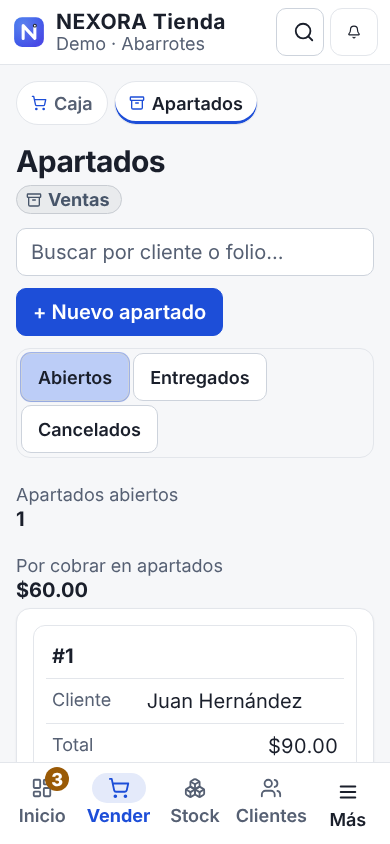 NEXORA Tienda
Demo · Abarrotes
Caja
Apartados
Apartados
Ventas
Buscar por cliente o folio...
+ Nuevo apartado
Abiertos
Entregados
Cancelados
Apartados abiertos
1
Por cobrar en apartados
$60.00
#1
Cliente Juan Hernández
Total $90.00
3
Inicio Vender Stock Clientes Más